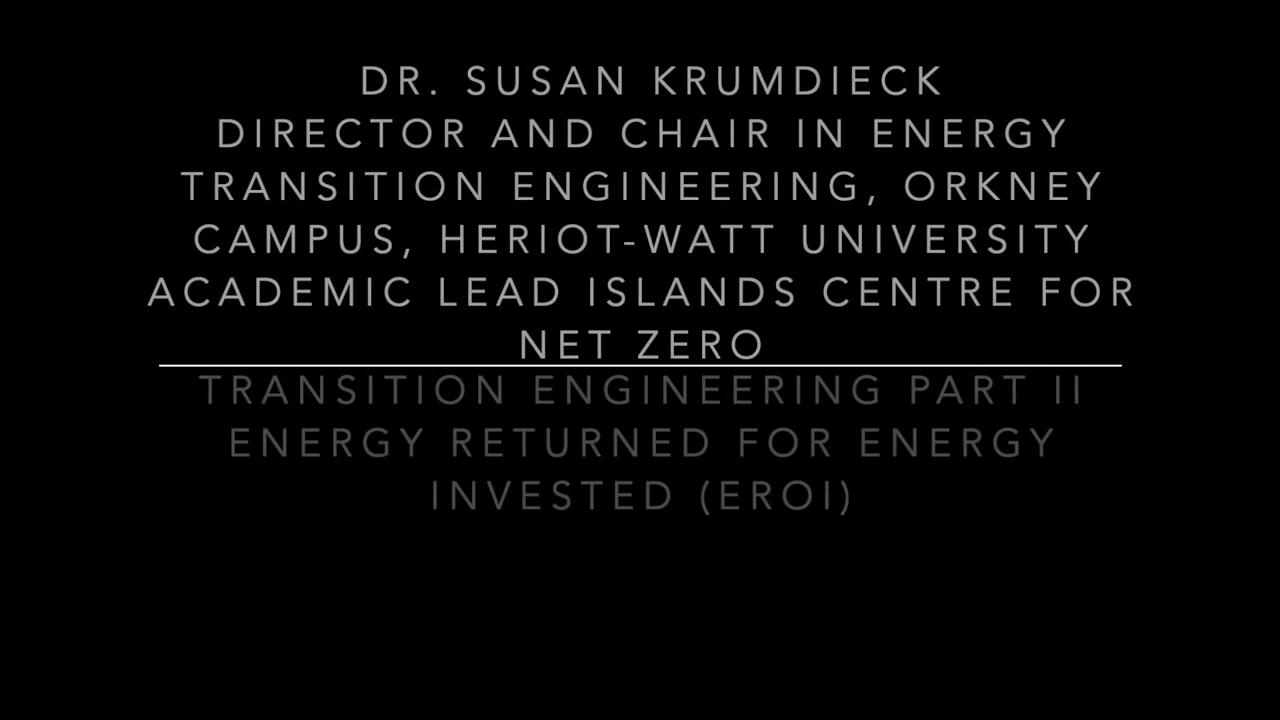 DR. SUSAN KRUMDIECK
DIRECTOR AND CHAIR IN ENERGY
TRANSITION ENGINEERING, ORKNEY
CAMPUS, HERIOT-WATT UNIVERSITY
ACADEMIC LEAD ISLANDS CENTRE FOR
NET ZERO
TRANSITION ENGINEERING PART II
ENERGY RETURNED FOR ENERGY
INVESTED (EROI)